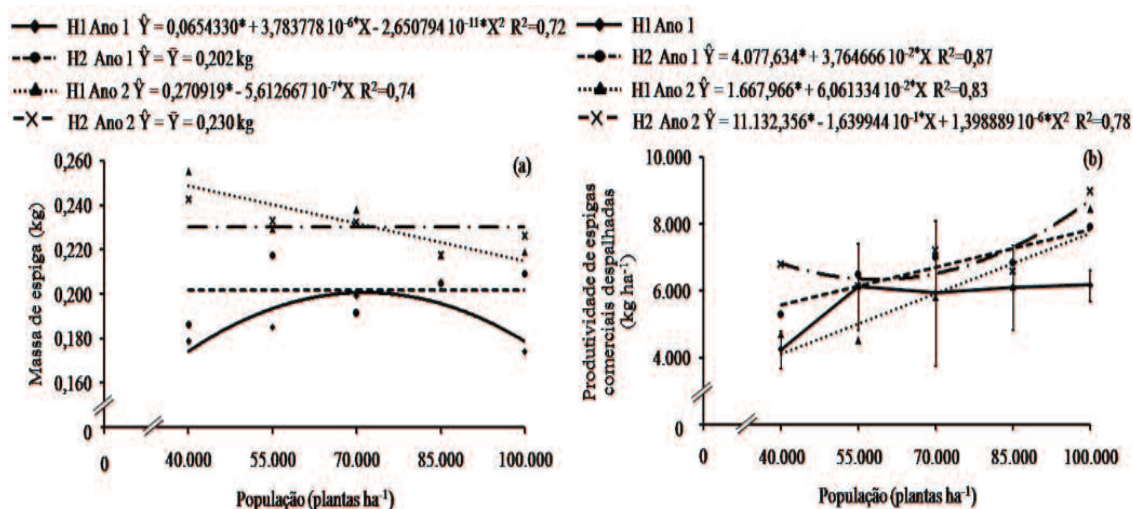 H1 Ano 1 Ŷ = 0,0654330* + 3,783778 10⁻⁶*X - 2,650794 10⁻¹¹*X² R²=0,72
H2 Ano 1 Ŷ = Ȳ = 0,202 kg
H1 Ano 2 Ŷ = 0,270919* - 5,612667 10⁻⁷*X R²=0,74
H2 Ano 2 Ŷ = Ȳ = 0,230 kg
(a)
Massa de espiga (kg)
0,260
0,240
0,220
0,200
0,180
0,160
0
0
40.000
55.000
70.000
85.000
100.000
População (plantas ha⁻¹)
H1 Ano 1
H2 Ano 1 Ŷ = 4.077,634* + 3,764666 10⁻²*X R²=0,87
H1 Ano 2 Ŷ = 1.667,966* + 6,061334 10⁻²*X R²=0,83
H2 Ano 2 Ŷ = 11.132,356* - 1,639944 10⁻¹*X + 1,398889 10⁻⁶*X² R²=0,78
(b)
Produtividade de espigas
comerciais despalhadas
(kg ha⁻¹)
10.000
8.000
6.000
4.000
0
0
40.000
55.000
70.000
85.000
100.000
População (plantas ha⁻¹)